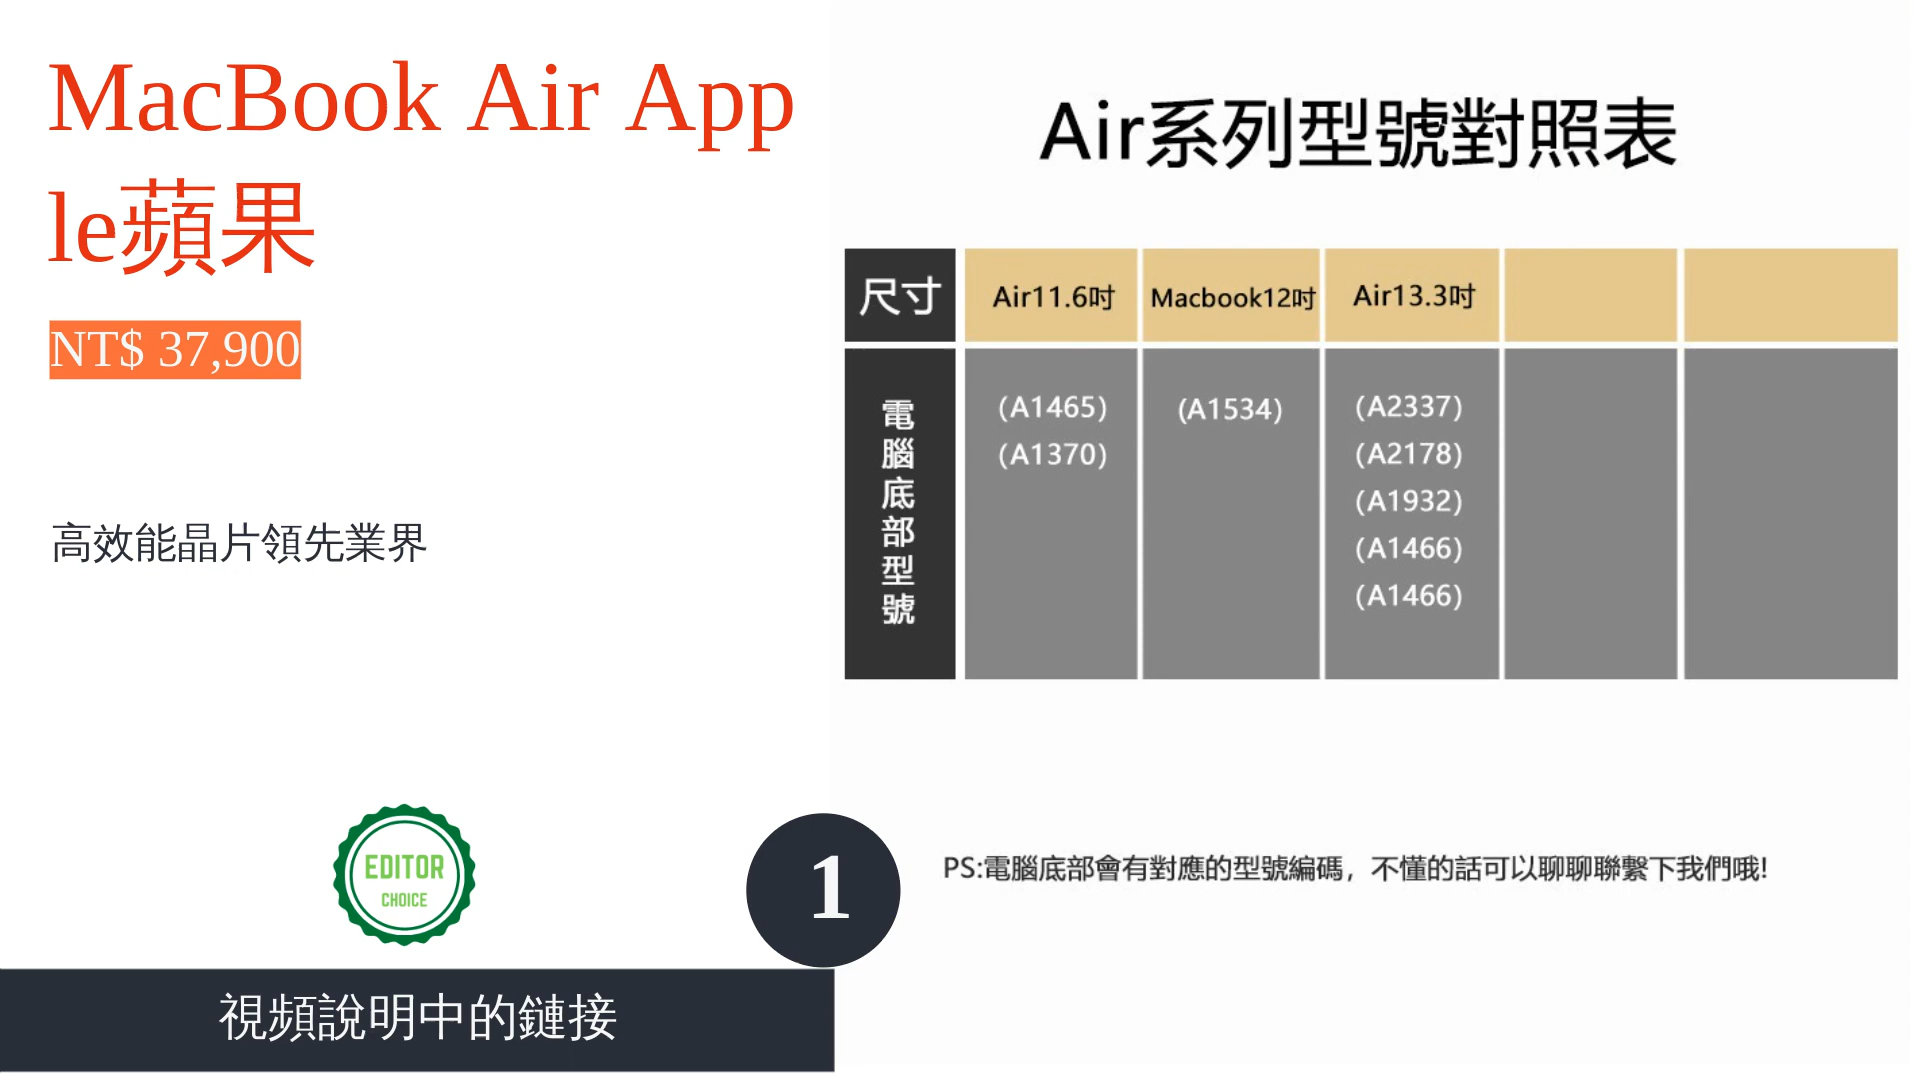 MacBook Air App
le蘋果
NT$ 37,900
高效能晶片領先業界
EDITOR
CHOICE
1
視頻說明中的鏈接
Air系列型號對照表
尺寸 Air11.6吋 Macbook12吋 Air13.3吋
電腦底部型號
(A1465) (A1534) (A2337)
(A1370) (A2178)
(A1932)
(A1466)
(A1466)
PS:電腦底部會有對應的型號編碼，不懂的話可以聊聊聯繫下我們哦!